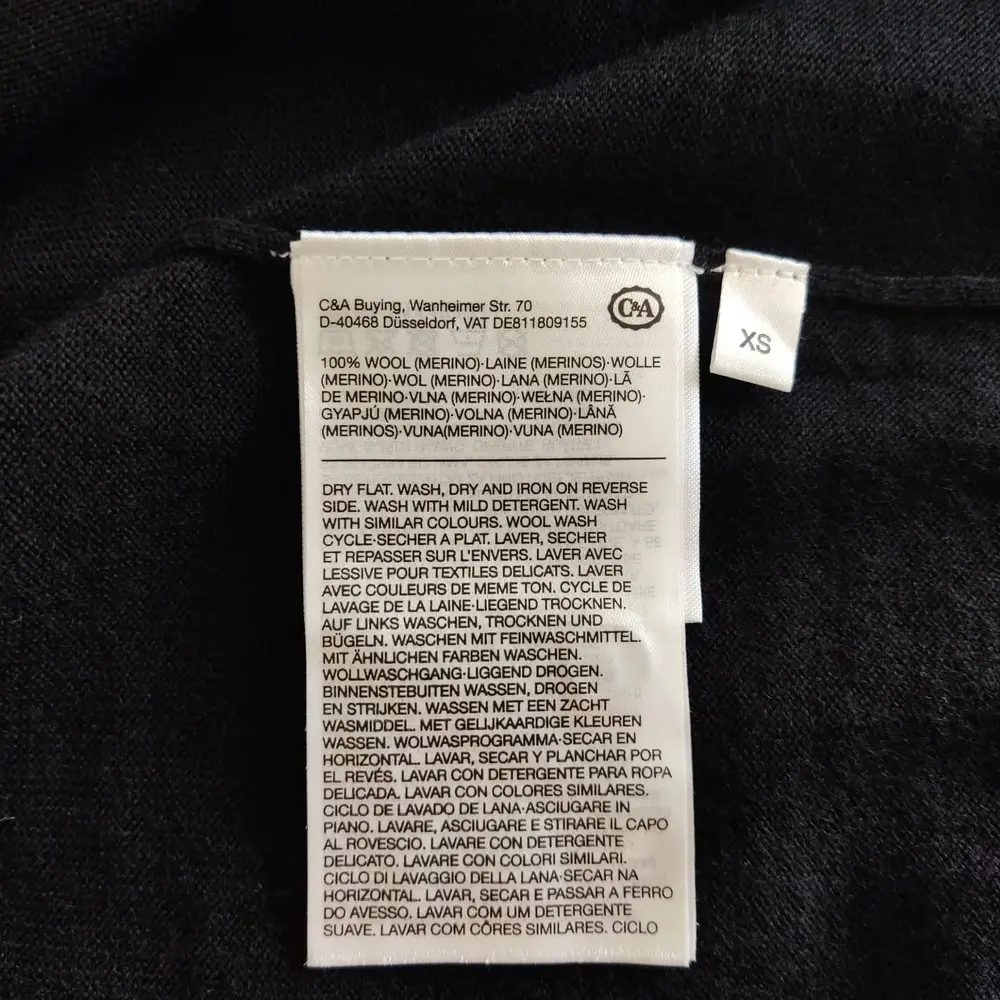 C&A Buying, Wanheimer Str. 70
D-40468 Düsseldorf, VAT DE811809155
C&A
XS
100% WOOL (MERINO)·LAINE (MERINOS)·WOLLE
(MERINO)·WOL (MERINO)·LANA (MERINO)·LÃ
DE MERINO·VLNA (MERINO)·WEŁNA (MERINO)·
GYAPJÚ (MERINO)·VOLNA (MERINO)·LÂNĂ
(MERINOS)·VUNA(MERINO)·VUNA (MERINO)
DRY FLAT. WASH, DRY AND IRON ON REVERSE
SIDE. WASH WITH MILD DETERGENT. WASH
WITH SIMILAR COLOURS. WOOL WASH
CYCLE·SECHER A PLAT. LAVER, SECHER
ET REPASSER SUR L'ENVERS. LAVER AVEC
LESSIVE POUR TEXTILES DELICATS. LAVER
AVEC COULEURS DE MEME TON. CYCLE DE
LAVAGE DE LA LAINE·LIEGEND TROCKNEN.
AUF LINKS WASCHEN, TROCKNEN UND
BÜGELN. WASCHEN MIT FEINWASCHMITTEL.
MIT ÄHNLICHEN FARBEN WASCHEN.
WOLLWASCHGANG·LIGGEND DROGEN.
BINNENSTEBUITEN WASSEN, DROGEN
EN STRIJKEN. WASSEN MET EEN ZACHT
WASMIDDEL. MET GELIJKAARDIGE KLEUREN
WASSEN. WOLWASPROGRAMMA·SECAR EN
HORIZONTAL. LAVAR, SECAR Y PLANCHAR POR
EL REVÉS. LAVAR CON DETERGENTE PARA ROPA
DELICADA. LAVAR CON COLORES SIMILARES.
CICLO DE LAVADO DE LANA·ASCIUGARE IN
PIANO. LAVARE, ASCIUGARE E STIRARE IL CAPO
AL ROVESCIO. LAVARE CON DETERGENTE
DELICATO. LAVARE CON COLORI SIMILARI.
CICLO DI LAVAGGIO DELLA LANA·SECAR NA
HORIZONTAL. LAVAR, SECAR E PASSAR A FERRO
DO AVESSO. LAVAR COM UM DETERGENTE
SUAVE. LAVAR COM CÔRES SIMILARES. CICLO